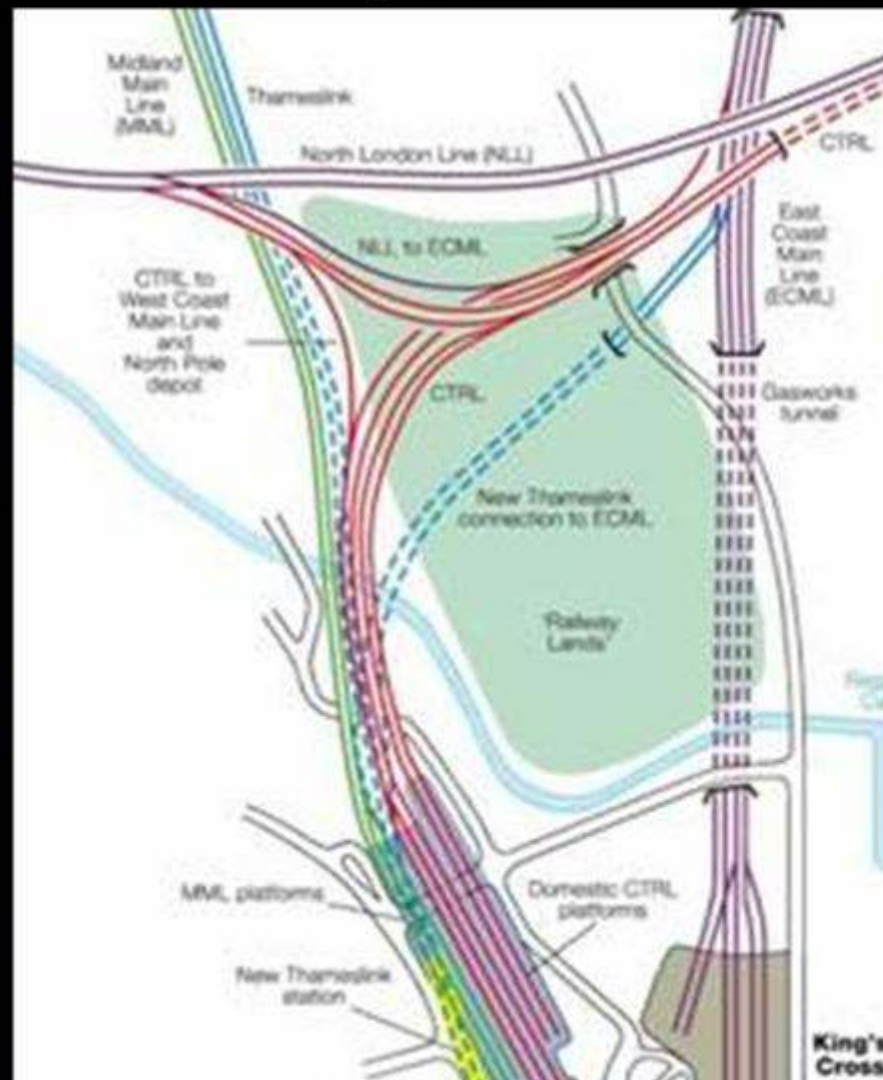 Midland
Main
Line
(MML)
Thameslink
North London Line (NLL)
CTRL
NLL to ECML
East
Coast
Main
Line
(ECML)
CTRL to
West Coast
Main Line
and
North Pole
depot
CTRL
Gasworks
tunnel
New Thameslink
connection to ECML
'Railway
Lands'
MML platforms
Domestic CTRL
platforms
New Thameslink
station
King's
Cross